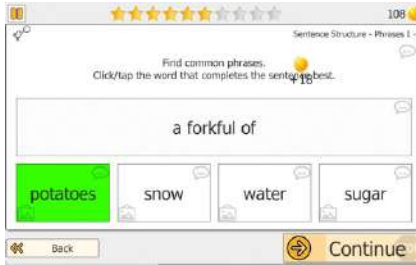 108
Sentence Structure - Phrases 1 -
Find common phrases.
Click/tap the word that completes the sentence best.
+18
a forkful of
potatoes
snow
water
sugar
Back
Continue